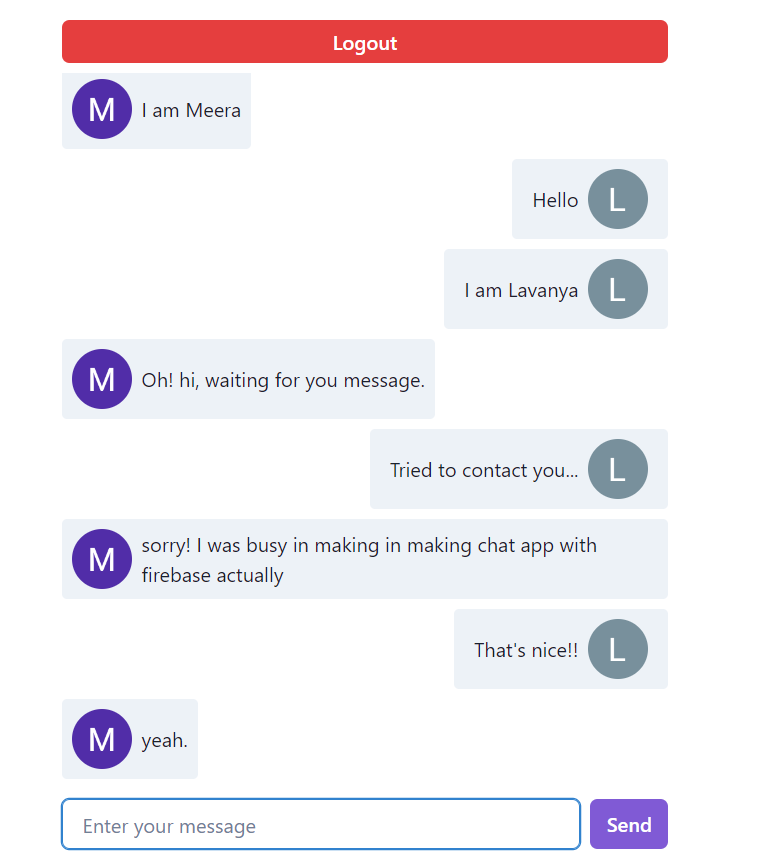 Logout
M I am Meera
Hello L
I am Lavanya L
M Oh! hi, waiting for you message.
Tried to contact you... L
M sorry! I was busy in making in making chat app with
firebase actually
That's nice!! L
M yeah.
Enter your message Send